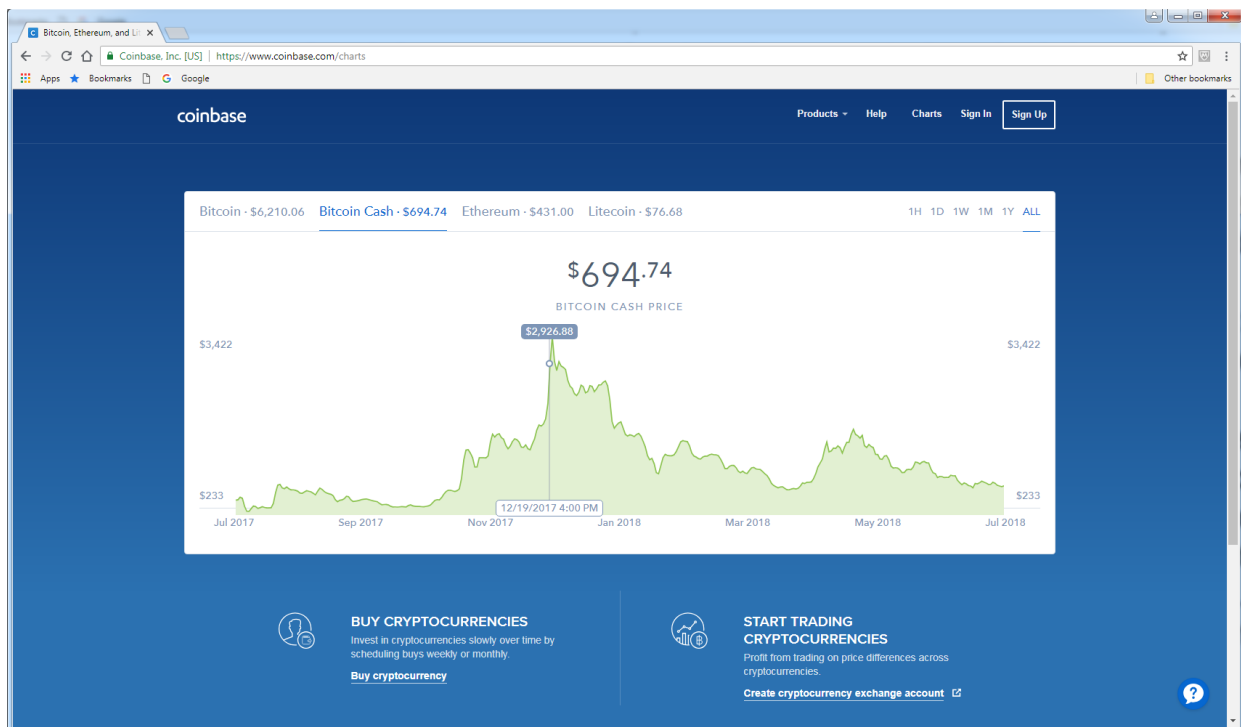 Bitcoin, Ethereum, and Lit
Coinbase, Inc. [US] | https://www.coinbase.com/charts
Apps Bookmarks Google Other bookmarks
coinbase Products Help Charts Sign In Sign Up
Bitcoin · $6,210.06 Bitcoin Cash · $694.74 Ethereum · $431.00 Litecoin · $76.68 1H 1D 1W 1M 1Y ALL
$694.74
BITCOIN CASH PRICE
$2,926.88
$3,422 $3,422
$233 $233
12/19/2017 4:00 PM
Jul 2017 Sep 2017 Nov 2017 Jan 2018 Mar 2018 May 2018 Jul 2018
BUY CRYPTOCURRENCIES
Invest in cryptocurrencies slowly over time by
scheduling buys weekly or monthly.
Buy cryptocurrency
START TRADING
CRYPTOCURRENCIES
Profit from trading on price differences across
cryptocurrencies.
Create cryptocurrency exchange account
?